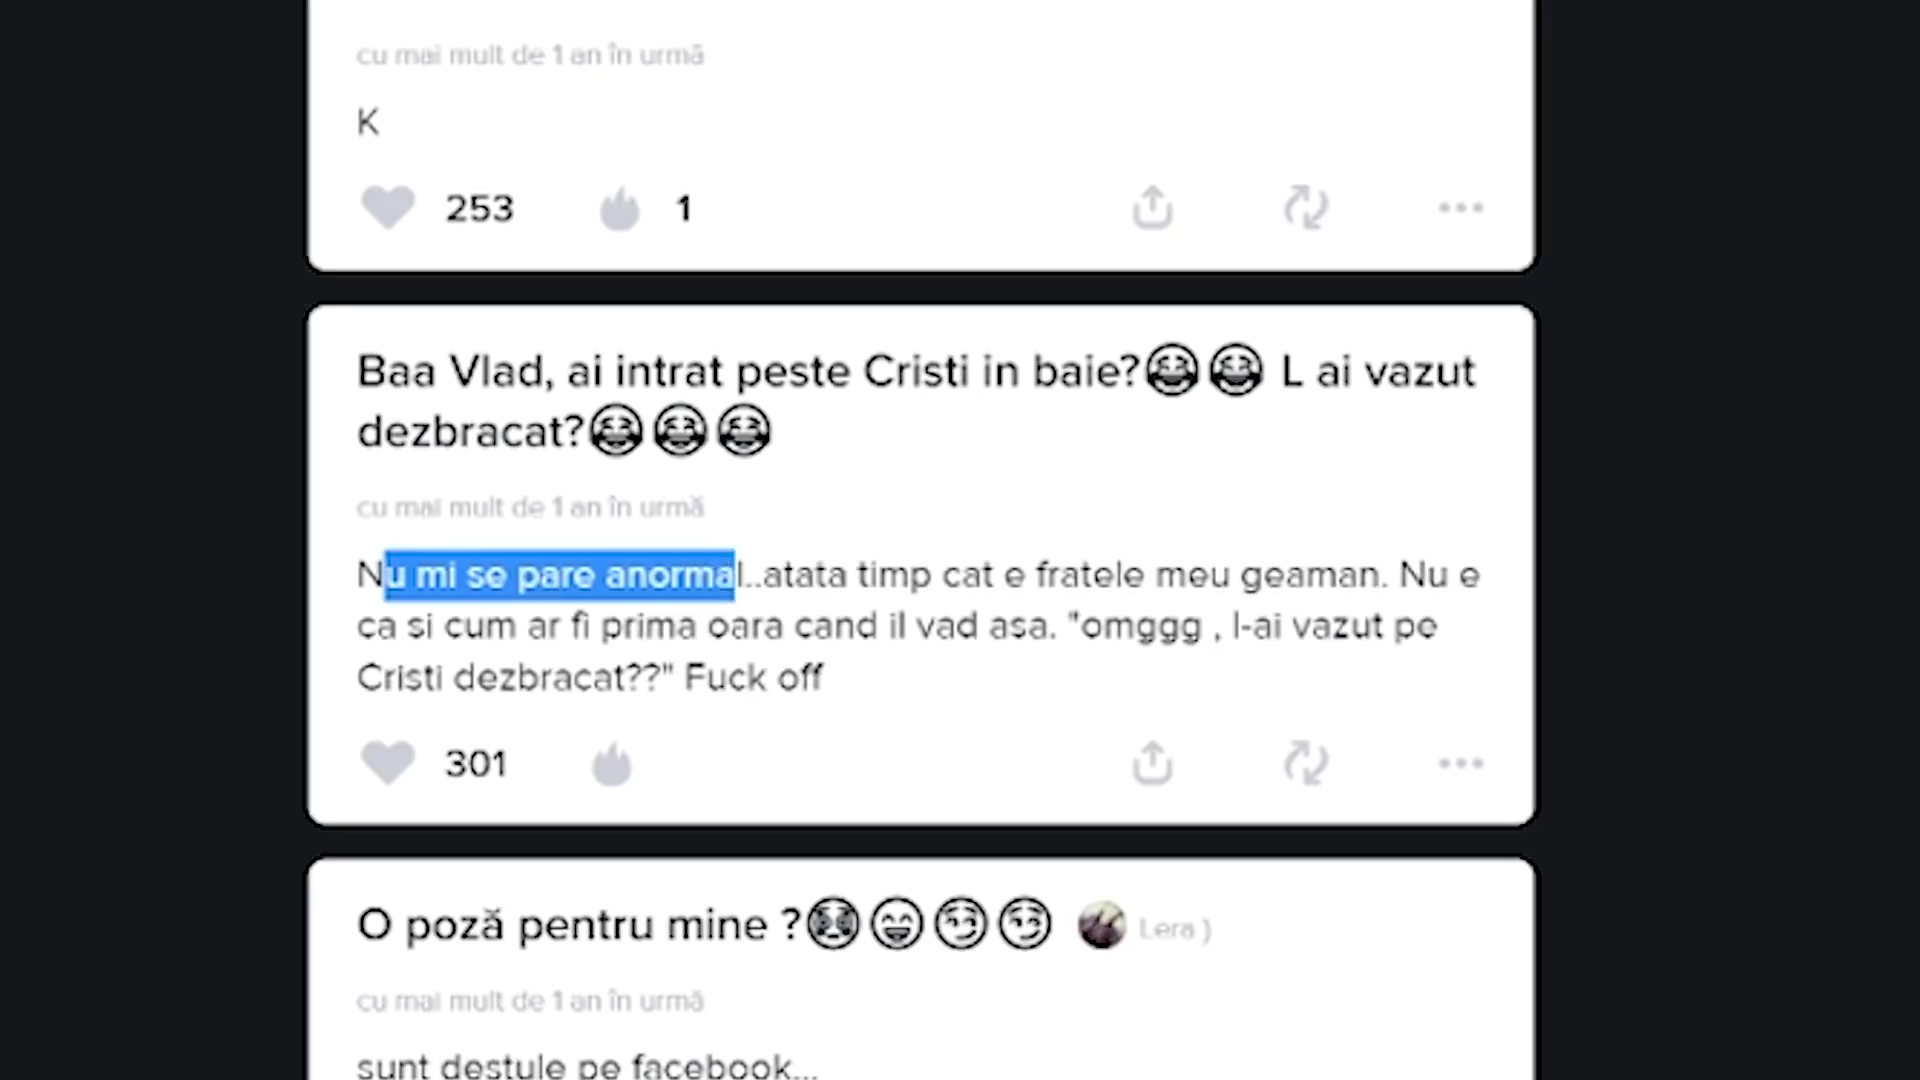 cu mai mult de 1 an în urmă
K
253 1
Baa Vlad, ai intrat peste Cristi in baie?😂😂 L ai vazut
dezbracat?😂😂😂
cu mai mult de 1 an în urmă
Nu mi se pare anormal..atata timp cat e fratele meu geaman. Nu e
ca si cum ar fi prima oara cand il vad asa. "omggg , l-ai vazut pe
Cristi dezbracat??" Fuck off
301
O poză pentru mine ? Lera )
cu mai mult de 1 an în urmă
sunt destule pe facebook...